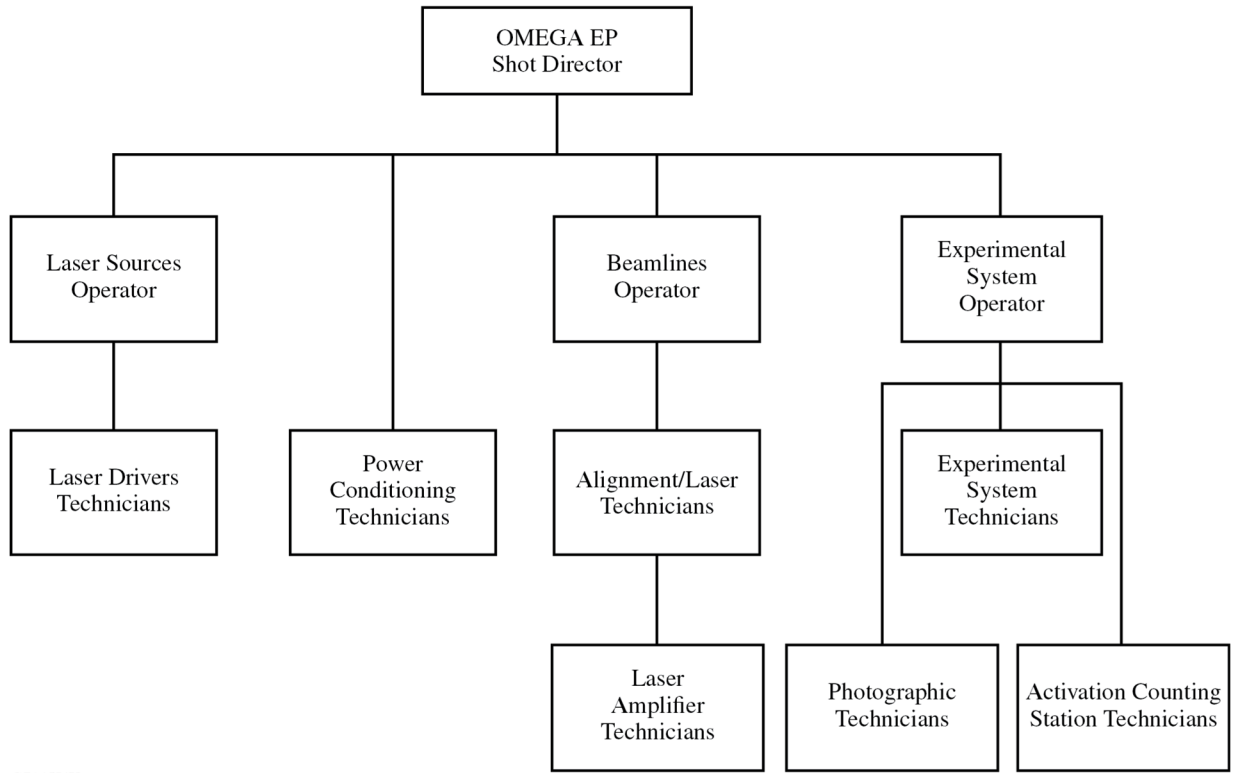 OMEGA EP
Shot Director
Laser Sources
Operator
Beamlines
Operator
Experimental
System
Operator
Laser Drivers
Technicians
Power
Conditioning
Technicians
Alignment/Laser
Technicians
Experimental
System
Technicians
Laser
Amplifier
Technicians
Photographic
Technicians
Activation Counting
Station Technicians